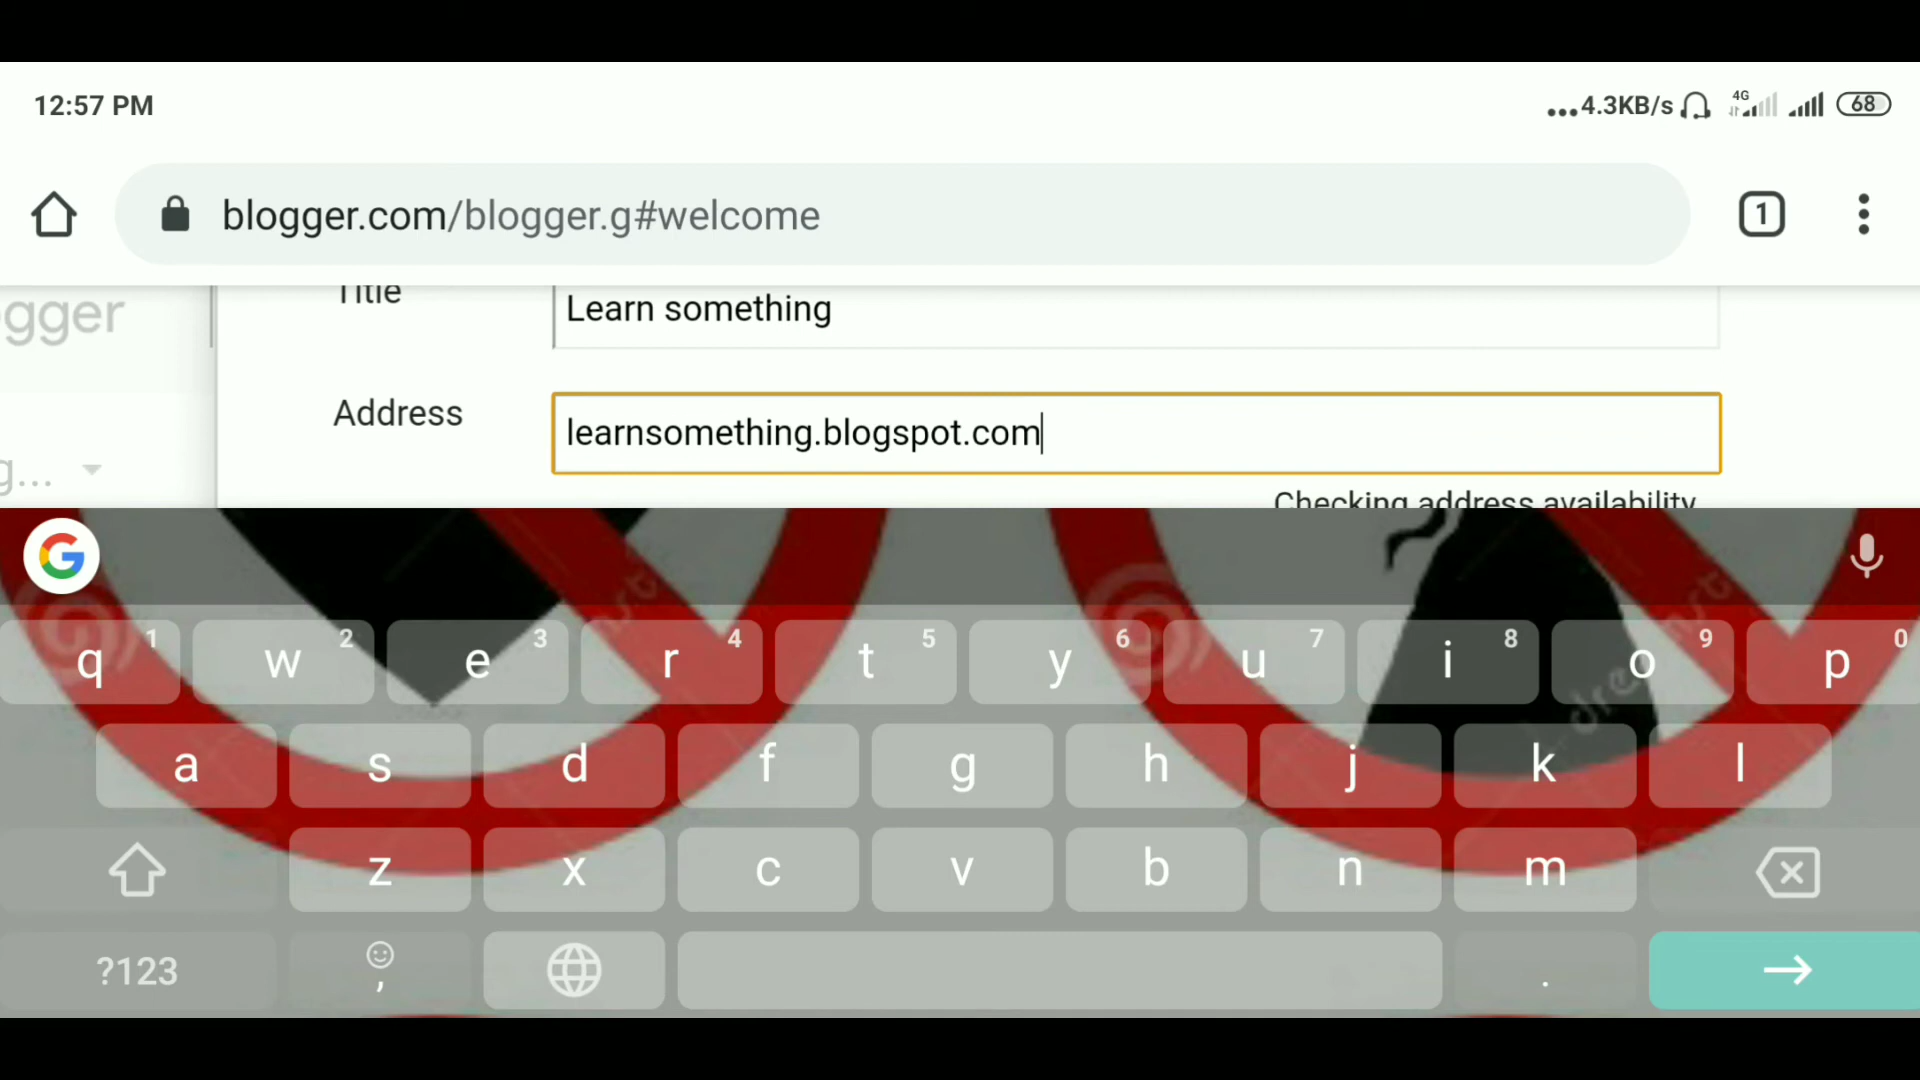 12:57 PM
...4.3KB/s 4G 68
blogger.com/blogger.g#welcome
1
gger
Title
Learn something
Address
learnsomething.blogspot.com
g...
Checking address availability
G
q 1 w 2 e 3 r 4 t 5 y 6 u 7 i 8 o 9 p 0
a s d f g h j k l
z x c v b n m
?123 , .